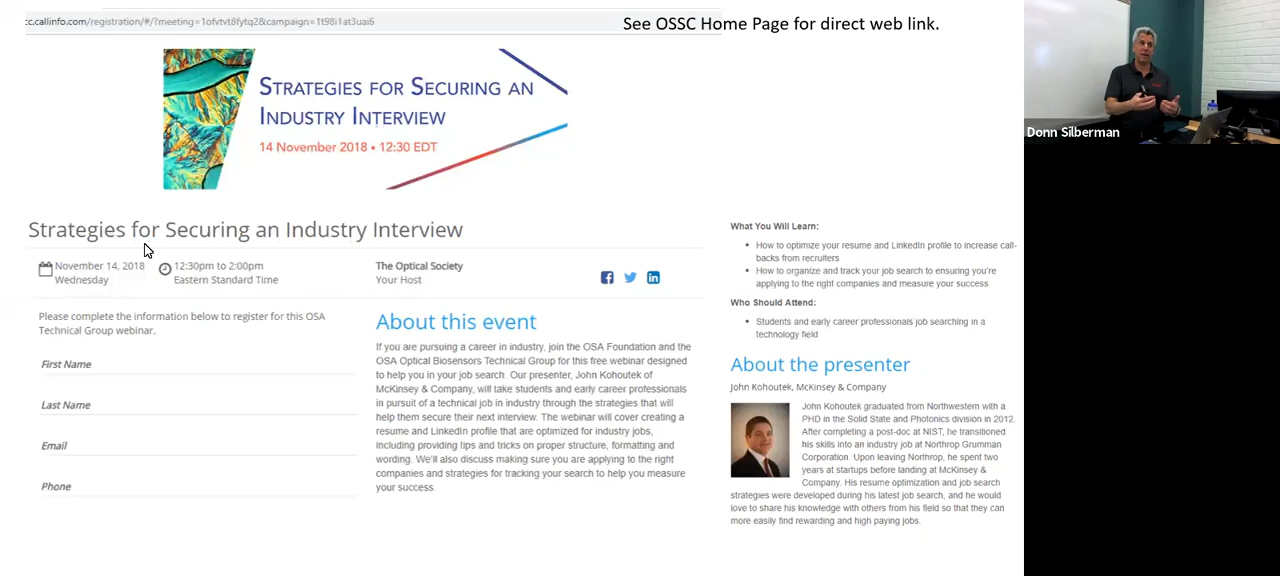 cc.callinfo.com/registration/#/?meeting=1ofvtvt8fytq2&campaign=1t98i1at3uai6
See OSSC Home Page for direct web link.
STRATEGIES FOR SECURING AN
INDUSTRY INTERVIEW
14 November 2018 • 12:30 EDT
Donn Silberman
Strategies for Securing an Industry Interview
November 14, 2018
Wednesday
12:30pm to 2:00pm
Eastern Standard Time
The Optical Society
Your Host
Please complete the information below to register for this OSA
Technical Group webinar.
First Name
Last Name
Email
Phone
About this event
If you are pursuing a career in industry, join the OSA Foundation and the
OSA Optical Biosensors Technical Group for this free webinar designed
to help you in your job search. Our presenter, John Kohoutek of
McKinsey & Company, will take students and early career professionals
in pursuit of a technical job in industry through the strategies that will
help them secure their next interview. The webinar will cover creating a
resume and LinkedIn profile that are optimized for industry jobs,
including providing tips and tricks on proper structure, formatting and
wording. We'll also discuss making sure you are applying to the right
companies and strategies for tracking your search to help you measure
your success.
What You Will Learn:
• How to optimize your resume and LinkedIn profile to increase call-
backs from recruiters
• How to organize and track your job search to ensuring you're
applying to the right companies and measure your success
Who Should Attend:
• Students and early career professionals job searching in a
technology field
About the presenter
John Kohoutek, McKinsey & Company
John Kohoutek graduated from Northwestern with a
PHD in the Solid State and Photonics division in 2012.
After completing a post-doc at NIST, he transitioned
his skills into an industry job at Northrop Grumman
Corporation. Upon leaving Northrop, he spent two
years at startups before landing at McKinsey &
Company. His resume optimization and job search
strategies were developed during his latest job search, and he would
love to share his knowledge with others from his field so that they can
more easily find rewarding and high paying jobs.